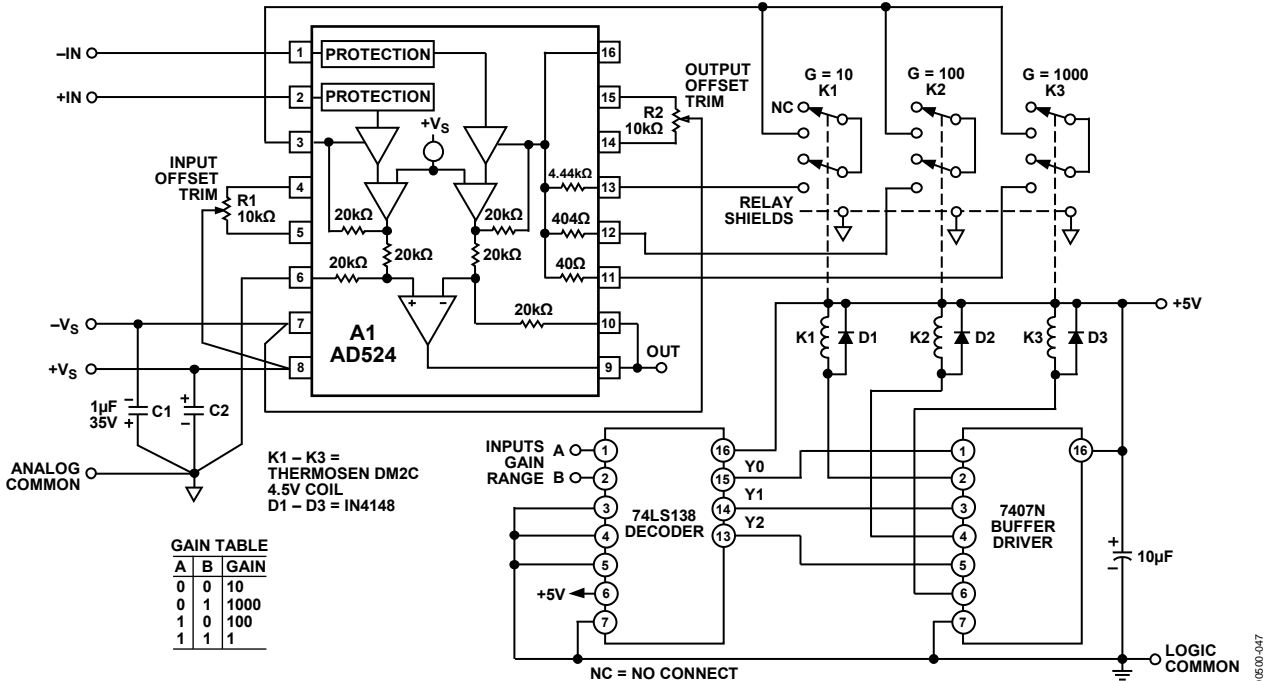 –IN
+IN
INPUT
OFFSET
TRIM
R1
10kΩ
–VS
+VS
1µF
35V
–
+
C1
+
–
C2
ANALOG
COMMON
1
2
3
4
5
6
7
8
PROTECTION
PROTECTION
+VS
20kΩ
20kΩ
20kΩ
20kΩ
20kΩ
20kΩ
4.44kΩ
404Ω
40Ω
+
–
A1
AD524
16
15
14
13
12
11
10
9
OUTPUT
OFFSET
TRIM
R2
10kΩ
OUT
G = 10
K1
G = 100
K2
G = 1000
K3
NC
RELAY
SHIELDS
+5V
K1
D1
K2
D2
K3
D3
K1 – K3 =
THERMOSEN DM2C
4.5V COIL
D1 – D3 = IN4148
GAIN TABLE
A B GAIN
0 0 10
0 1 1000
1 0 100
1 1 1
INPUTS
GAIN
RANGE
A
B
1
2
3
4
5
6
7
+5V
74LS138
DECODER
16
15
14
13
Y0
Y1
Y2
1
2
3
4
5
6
7
7407N
BUFFER
DRIVER
16
+
–
10µF
LOGIC
COMMON
NC = NO CONNECT
00500-047